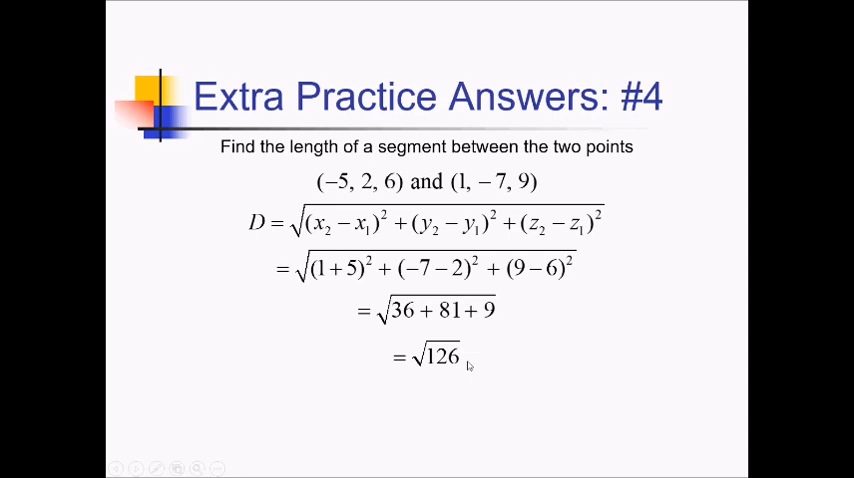 Extra Practice Answers: #4
Find the length of a segment between the two points
(−5, 2, 6) and (1, −7, 9)
D = √((x₂ − x₁)² + (y₂ − y₁)² + (z₂ − z₁)²)
= √((1 + 5)² + (−7 − 2)² + (9 − 6)²)
= √(36 + 81 + 9)
= √126